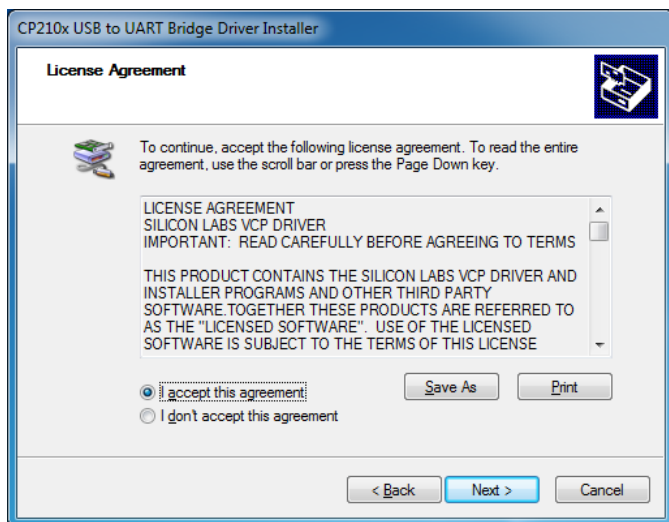 CP210x USB to UART Bridge Driver Installer
License Agreement
To continue, accept the following license agreement. To read the entire
agreement, use the scroll bar or press the Page Down key.
LICENSE AGREEMENT
SILICON LABS VCP DRIVER
IMPORTANT:  READ CAREFULLY BEFORE AGREEING TO TERMS
THIS PRODUCT CONTAINS THE SILICON LABS VCP DRIVER AND
INSTALLER PROGRAMS AND OTHER THIRD PARTY
SOFTWARE.TOGETHER THESE PRODUCTS ARE REFERRED TO
AS THE "LICENSED SOFTWARE".  USE OF THE LICENSED
SOFTWARE IS SUBJECT TO THE TERMS OF THIS LICENSE
I accept this agreement
Save As
Print
I don't accept this agreement
< Back
Next >
Cancel